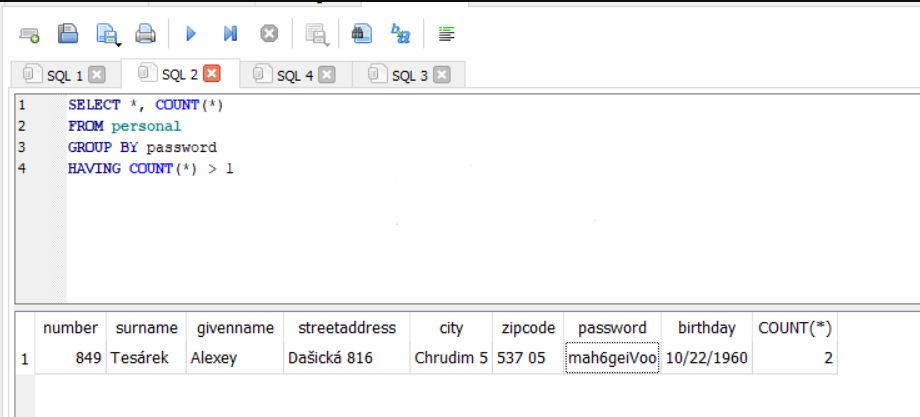 SQL 1 SQL 2 SQL 4 SQL 3
1 SELECT *, COUNT(*)
2 FROM personal
3 GROUP BY password
4 HAVING COUNT(*) > 1
number surname givenname streetaddress city zipcode password birthday COUNT(*)
1 849 Tesárek Alexey Dašická 816 Chrudim 5 537 05 mah6geiVoo 10/22/1960 2